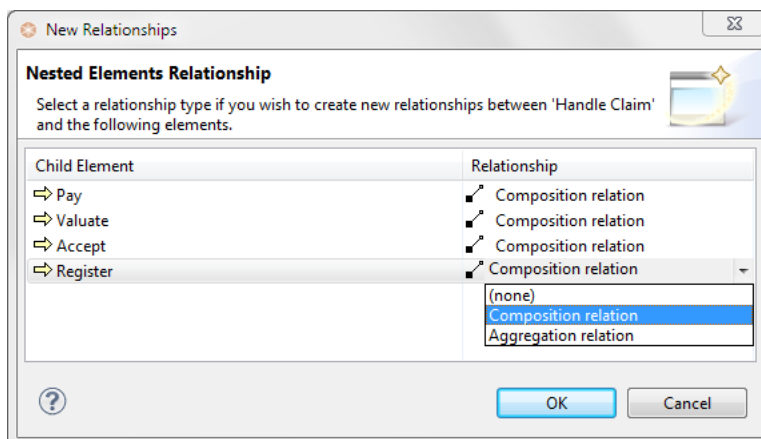 New Relationships
Nested Elements Relationship
Select a relationship type if you wish to create new relationships between 'Handle Claim'
and the following elements.
Child Element Relationship
Pay Composition relation
Valuate Composition relation
Accept Composition relation
Register Composition relation
(none)
Composition relation
Aggregation relation
? OK Cancel